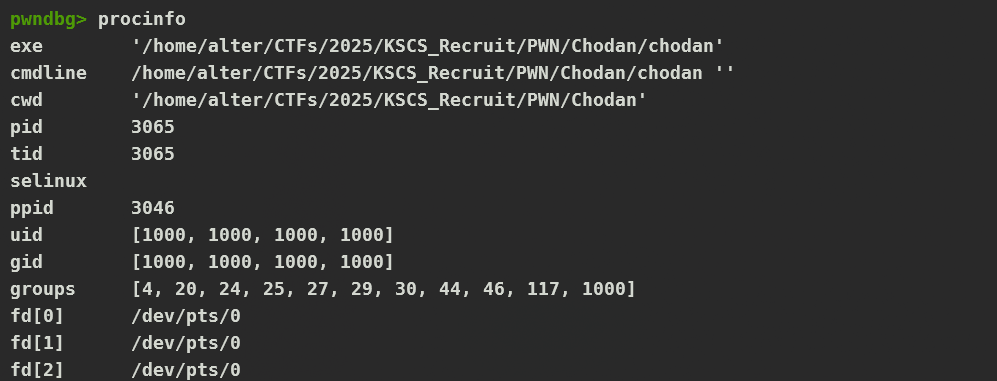 pwndbg> procinfo
exe '/home/alter/CTFs/2025/KSCS_Recruit/PWN/Chodan/chodan'
cmdline /home/alter/CTFs/2025/KSCS_Recruit/PWN/Chodan/chodan ''
cwd '/home/alter/CTFs/2025/KSCS_Recruit/PWN/Chodan'
pid 3065
tid 3065
selinux
ppid 3046
uid [1000, 1000, 1000, 1000]
gid [1000, 1000, 1000, 1000]
groups [4, 20, 24, 25, 27, 29, 30, 44, 46, 117, 1000]
fd[0] /dev/pts/0
fd[1] /dev/pts/0
fd[2] /dev/pts/0